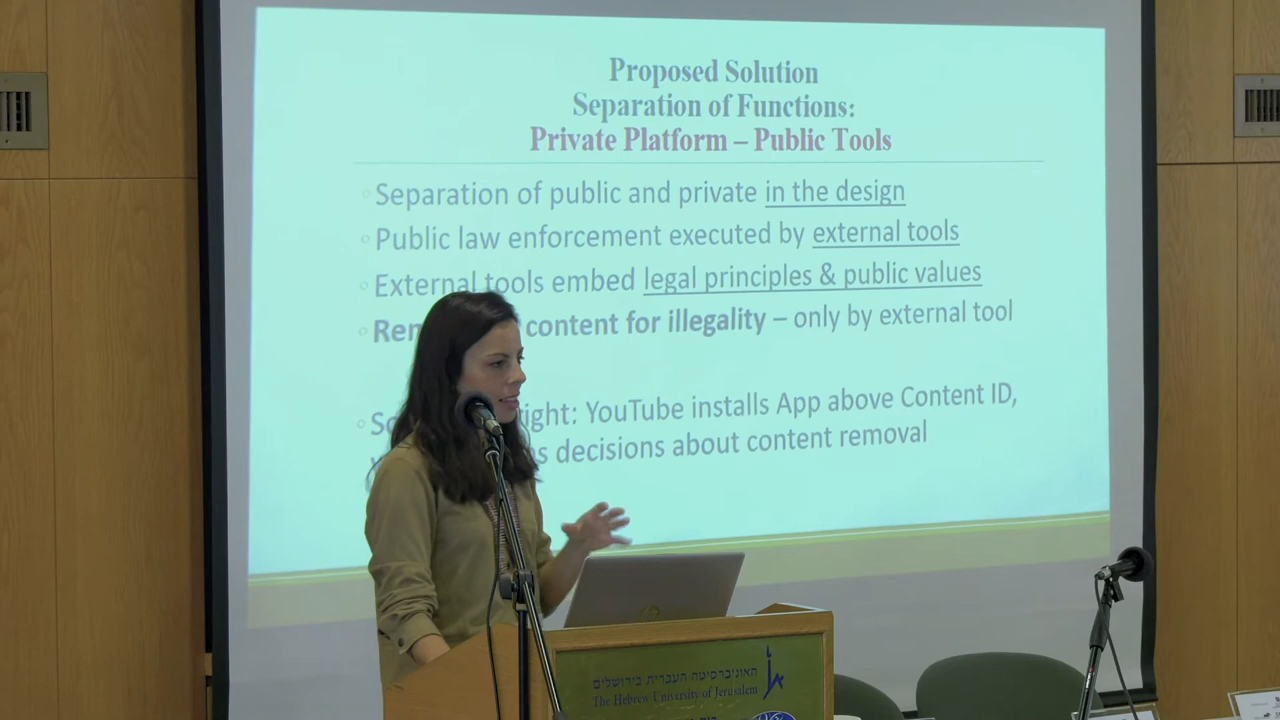 Proposed Solution
Separation of Functions:
Private Platform – Public Tools
Separation of public and private in the design
Public law enforcement executed by external tools
External tools embed legal principles & public values
content for illegality – only by external tool
YouTube installs App above Content ID,
decisions about content removal
האוניברסיטה העברית בירושלים
The Hebrew University of Jerusalem